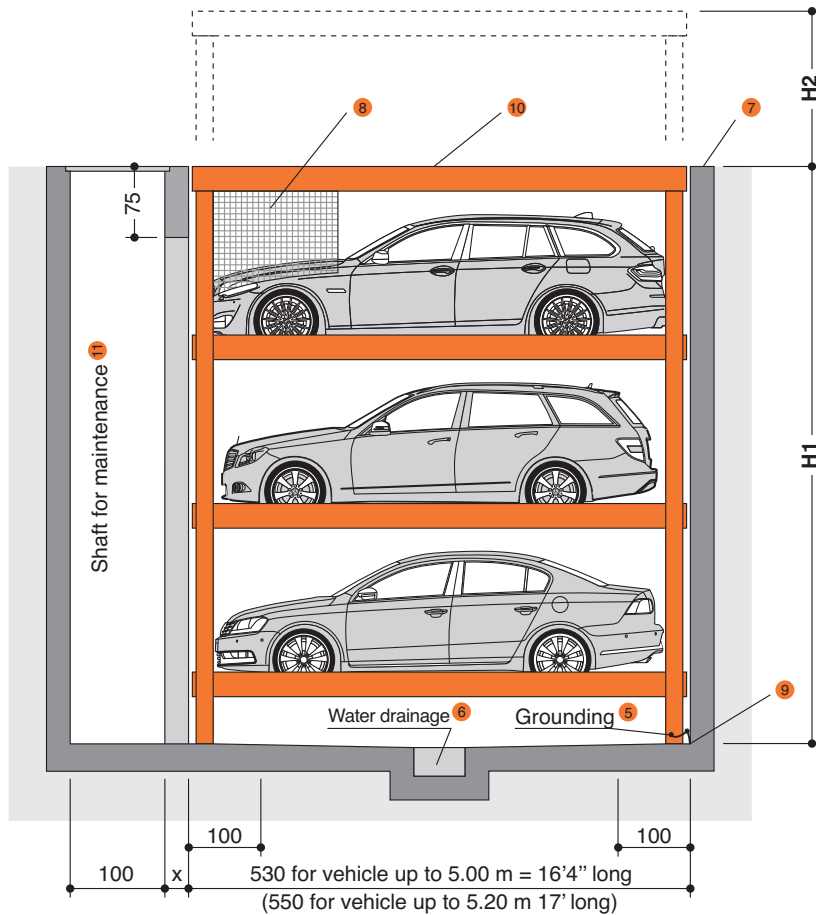 H2
8
10
7
75
Shaft for maintenance 11
H1
Water drainage 6
Grounding 5
9
100
100
100
x
530 for vehicle up to 5.00 m = 16'4" long
(550 for vehicle up to 5.20 m 17' long)